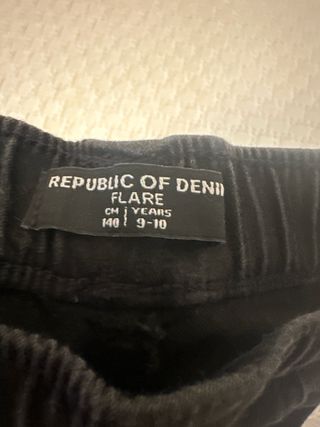 REPUBLIC OF DENI
FLARE
CM | YEARS
140 | 9-10